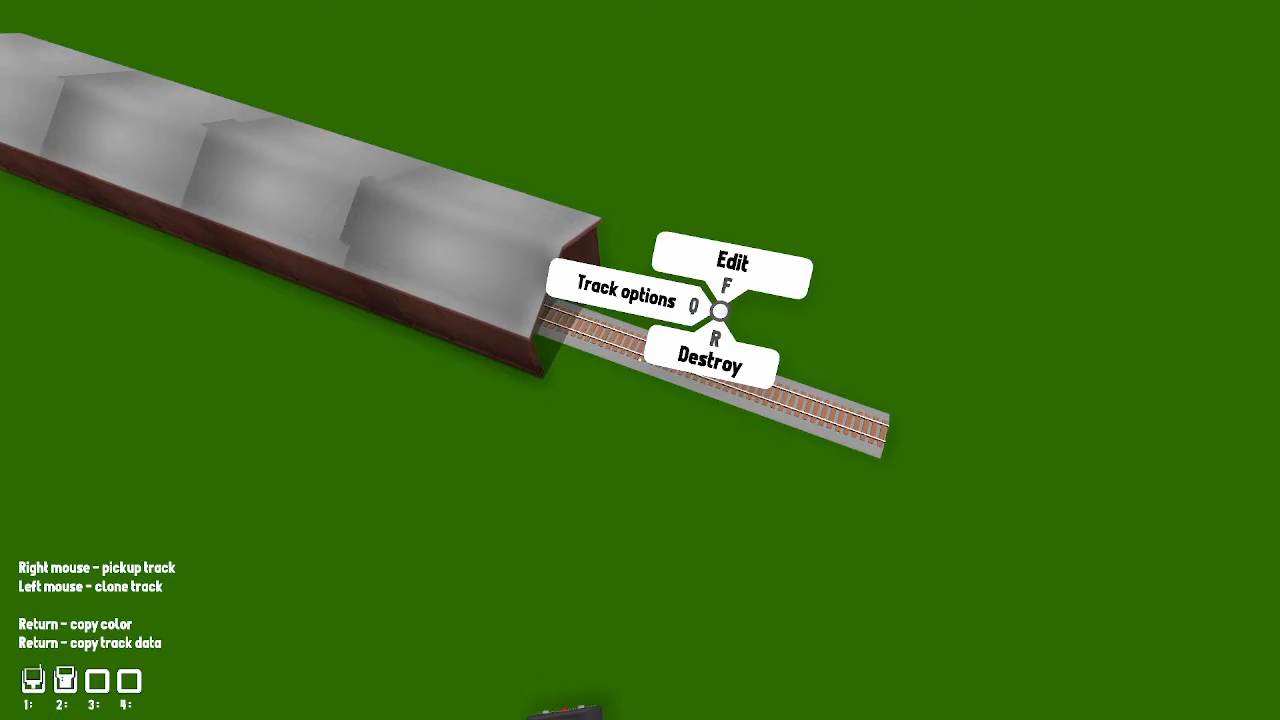 Edit
F
Track options
Q
R
Destroy
Right mouse - pickup track
Left mouse - clone track
Return - copy color
Return - copy track data
1: 2: 3: 4: